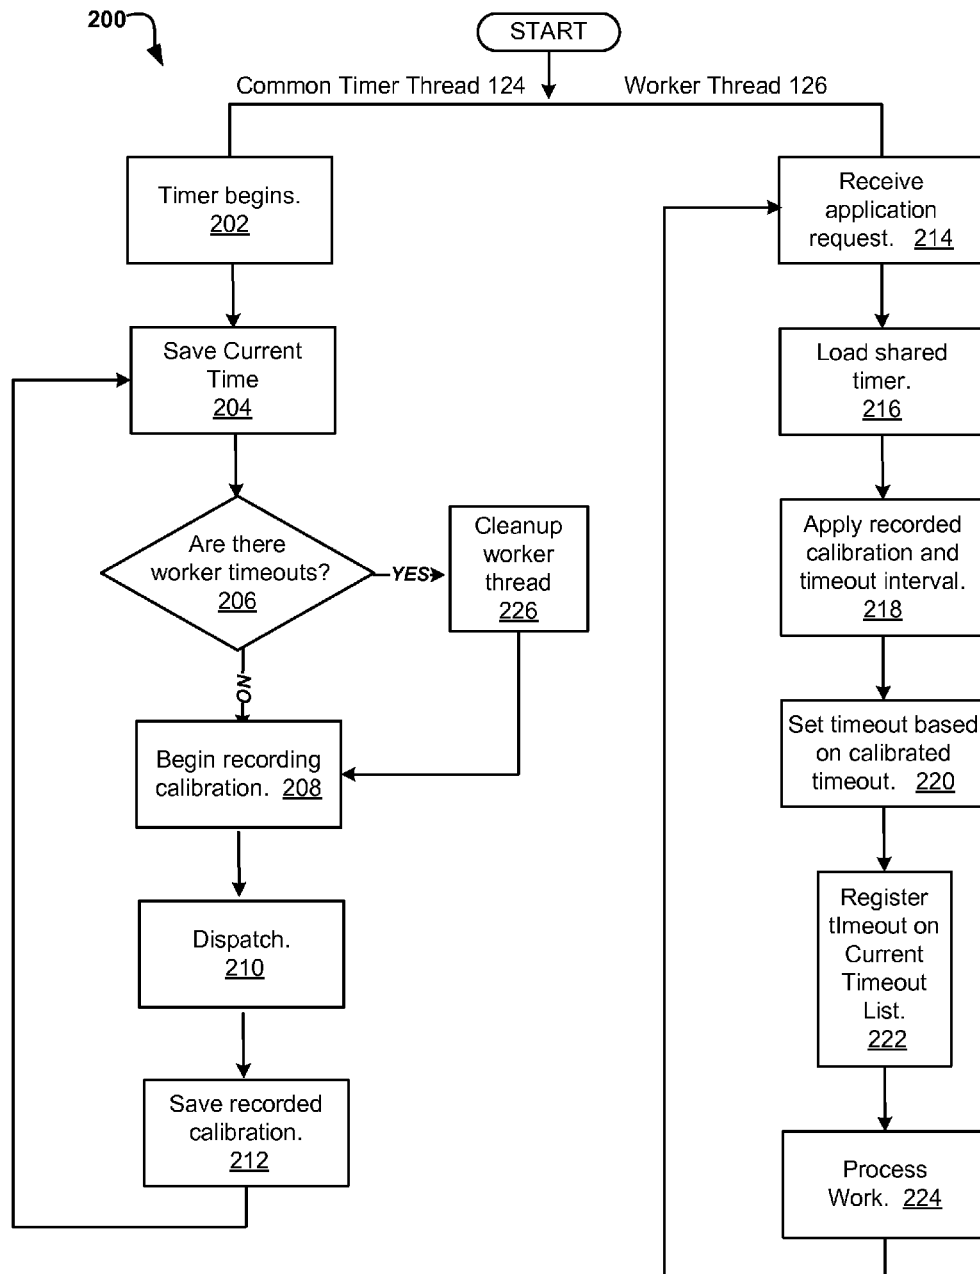 200
START
Common Timer Thread 124
Worker Thread 126
Timer begins.
202
Save Current
Time
204
Are there
worker timeouts?
206
YES
Cleanup
worker
thread
226
NO
Begin recording
calibration. 208
Dispatch.
210
Save recorded
calibration.
212
Receive
application
request. 214
Load shared
timer.
216
Apply recorded
calibration and
timeout interval.
218
Set timeout based
on calibrated
timeout. 220
Register
tImeout on
Current
Timeout
List.
222
Process
Work. 224